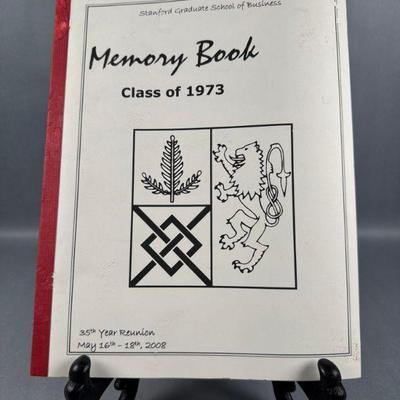 Stanford Graduate School of Business
Memory Book
Class of 1973
35th Year Reunion
May 16th - 18th, 2008